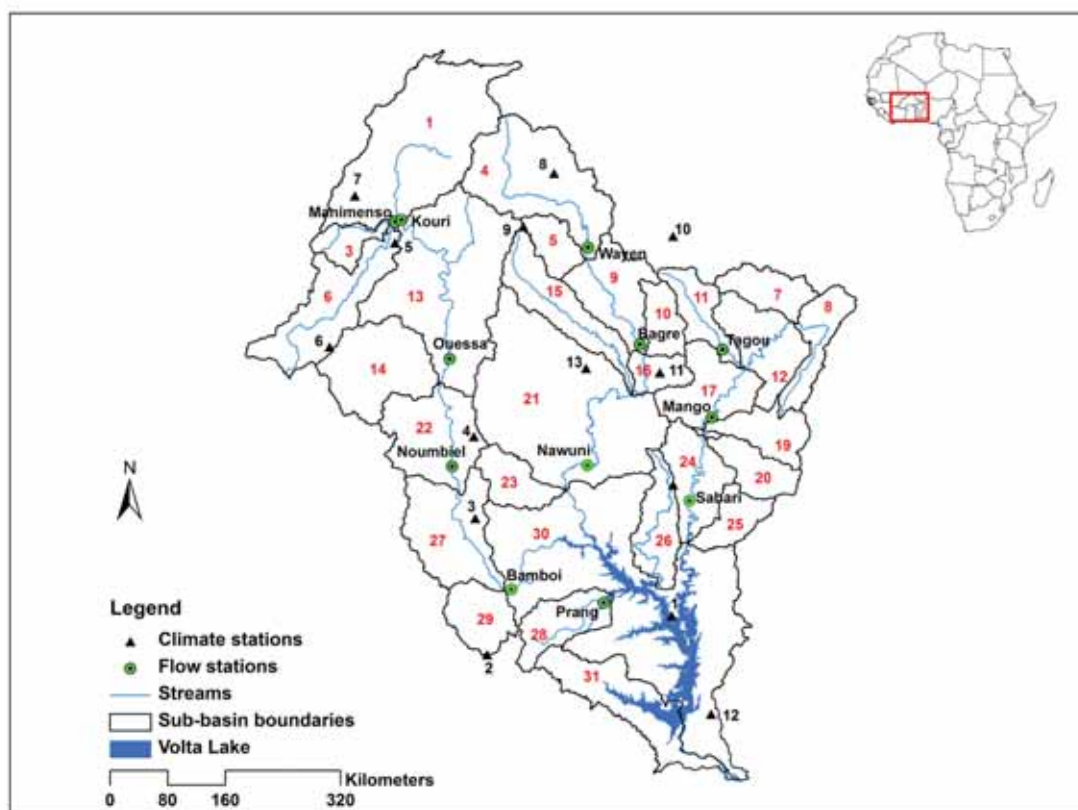 1
4
8
7
Manimenso
Kouri
9
5
10
3
5
Wayen
9
6
13
15
11
7
8
10
Bagre
Tagou
Ouessa
6
14
13
16
11
12
17
21
Mango
22
4
19
Noumbiel
Nawuni
24
23
20
Sabari
3
25
27
30
26
Bamboi
Prang
1
29
28
2
31
12
N
Legend
Climate stations
Flow stations
Streams
Sub-basin boundaries
Volta Lake
Kilometers
0 80 160 320